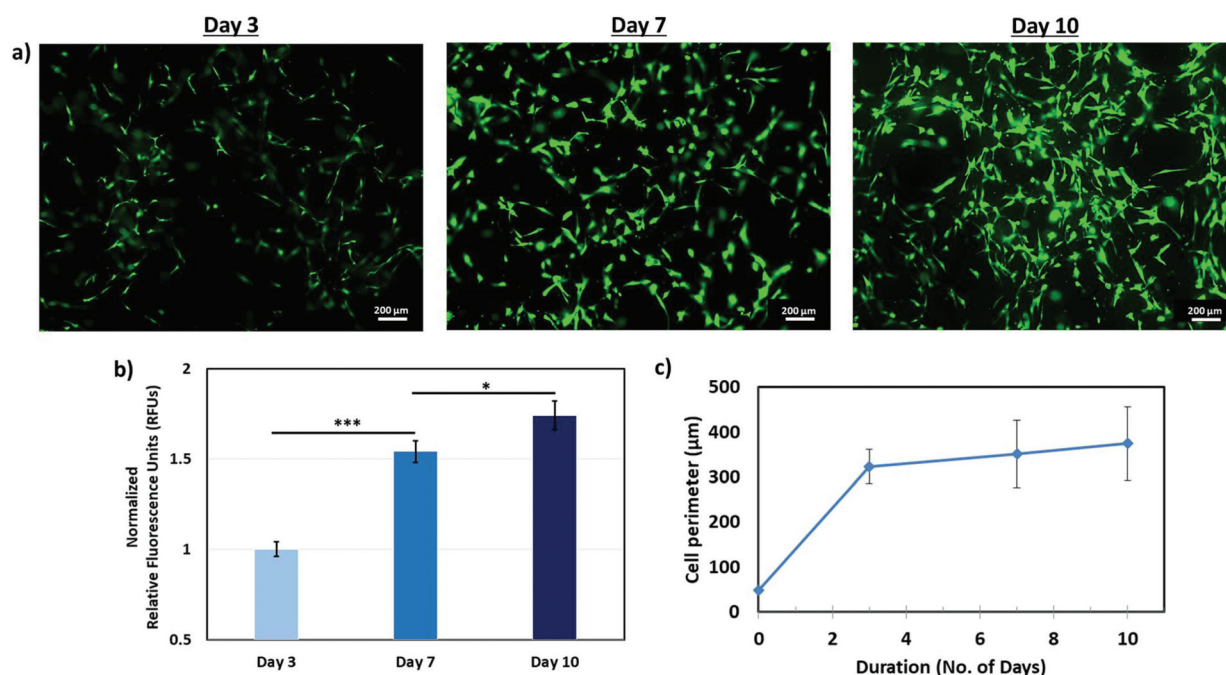 Day 3
Day 7
Day 10
a)
200 µm
200 µm
200 µm
b)
Normalized
Relative Fluorescence Units (RFUs)
2
1.5
1
0.5
***
*
Day 3
Day 7
Day 10
c)
Cell perimeter (µm)
500
400
300
200
100
0
0
2
4
6
8
10
Duration (No. of Days)